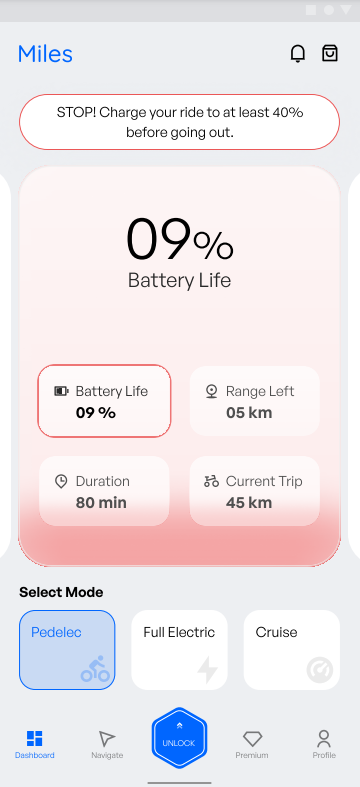 Miles
STOP! Charge your ride to at least 40%
before going out.
09%
Battery Life
Battery Life
09 %
Range Left
05 km
Duration
80 min
Current Trip
45 km
Select Mode
Pedelec
Full Electric
Cruise
UNLOCK
Dashboard
Navigate
Premium
Profile